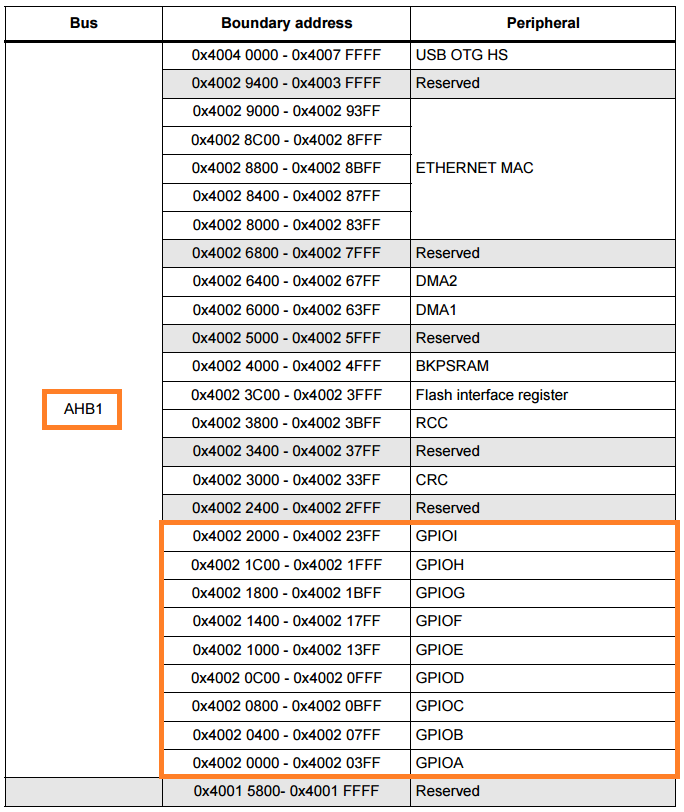 Bus Boundary address Peripheral
0x4004 0000 - 0x4007 FFFF USB OTG HS
0x4002 9400 - 0x4003 FFFF Reserved
0x4002 9000 - 0x4002 93FF
0x4002 8C00 - 0x4002 8FFF
0x4002 8800 - 0x4002 8BFF ETHERNET MAC
0x4002 8400 - 0x4002 87FF
0x4002 8000 - 0x4002 83FF
0x4002 6800 - 0x4002 7FFF Reserved
0x4002 6400 - 0x4002 67FF DMA2
0x4002 6000 - 0x4002 63FF DMA1
0x4002 5000 - 0x4002 5FFF Reserved
0x4002 4000 - 0x4002 4FFF BKPSRAM
0x4002 3C00 - 0x4002 3FFF Flash interface register
AHB1
0x4002 3800 - 0x4002 3BFF RCC
0x4002 3400 - 0x4002 37FF Reserved
0x4002 3000 - 0x4002 33FF CRC
0x4002 2400 - 0x4002 2FFF Reserved
0x4002 2000 - 0x4002 23FF GPIOI
0x4002 1C00 - 0x4002 1FFF GPIOH
0x4002 1800 - 0x4002 1BFF GPIOG
0x4002 1400 - 0x4002 17FF GPIOF
0x4002 1000 - 0x4002 13FF GPIOE
0x4002 0C00 - 0x4002 0FFF GPIOD
0x4002 0800 - 0x4002 0BFF GPIOC
0x4002 0400 - 0x4002 07FF GPIOB
0x4002 0000 - 0x4002 03FF GPIOA
0x4001 5800- 0x4001 FFFF Reserved